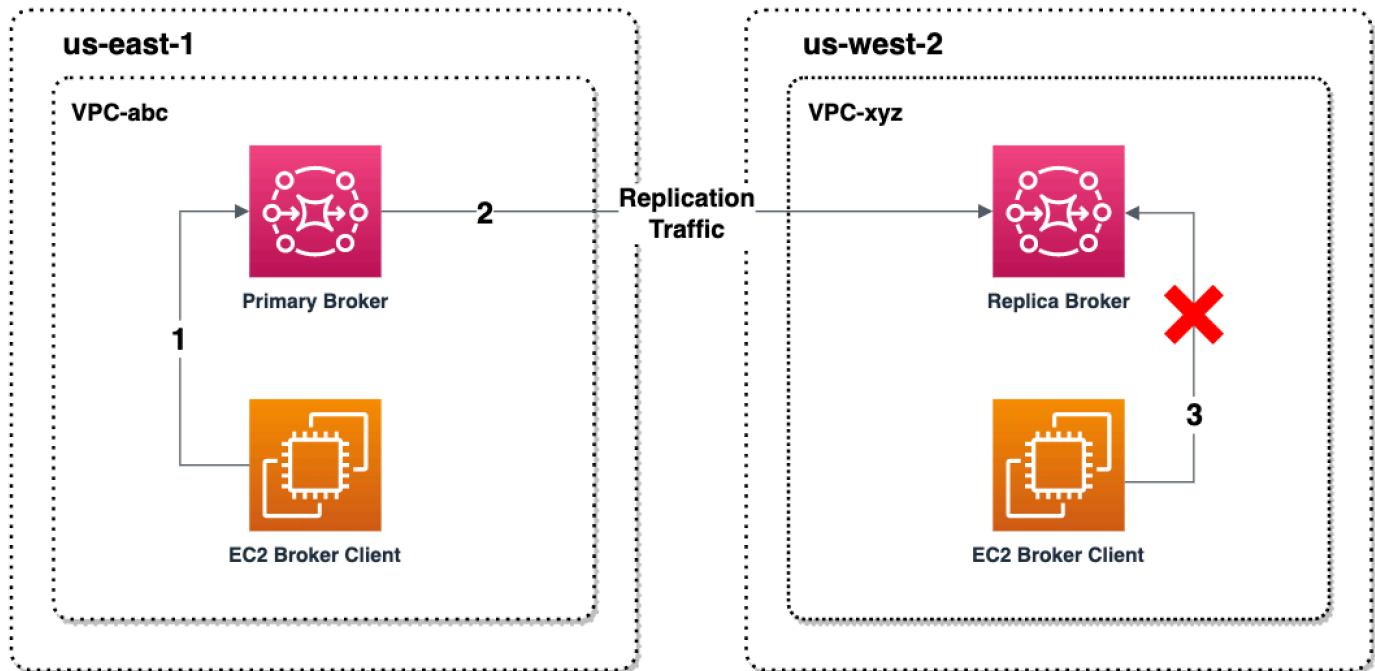 us-east-1
VPC-abc
Primary Broker
1
EC2 Broker Client
2
Replication
Traffic
us-west-2
VPC-xyz
Replica Broker
3
EC2 Broker Client